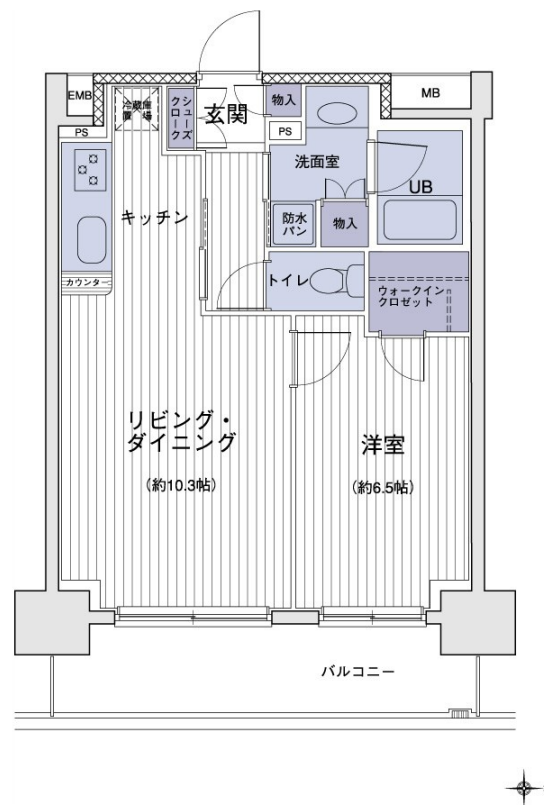 EMB
冷蔵庫
置場
シューズ
クローク
玄関
物入
MB
PS
PS
洗面室
UB
キッチン
防水
パン
物入
カウンター
トイレ
ウォークイン
クロゼット
リビング・
ダイニング
(約10.3帖)
洋室
(約6.5帖)
バルコニー